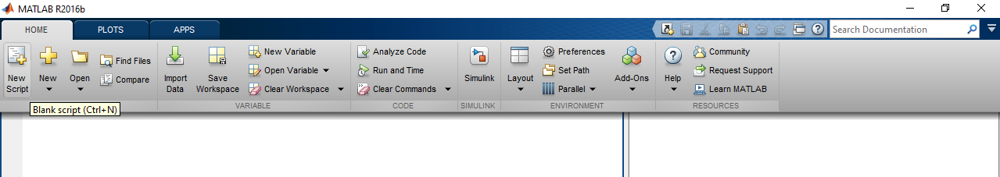 MATLAB R2016b
HOME PLOTS APPS
Search Documentation
New Script
New
Open
Find Files
Compare
Import Data
Save Workspace
New Variable
Open Variable
Clear Workspace
VARIABLE
Analyze Code
Run and Time
Clear Commands
CODE
Simulink
SIMULINK
Layout
Preferences
Set Path
Parallel
Add-Ons
ENVIRONMENT
Help
Community
Request Support
Learn MATLAB
RESOURCES
Blank script (Ctrl+N)